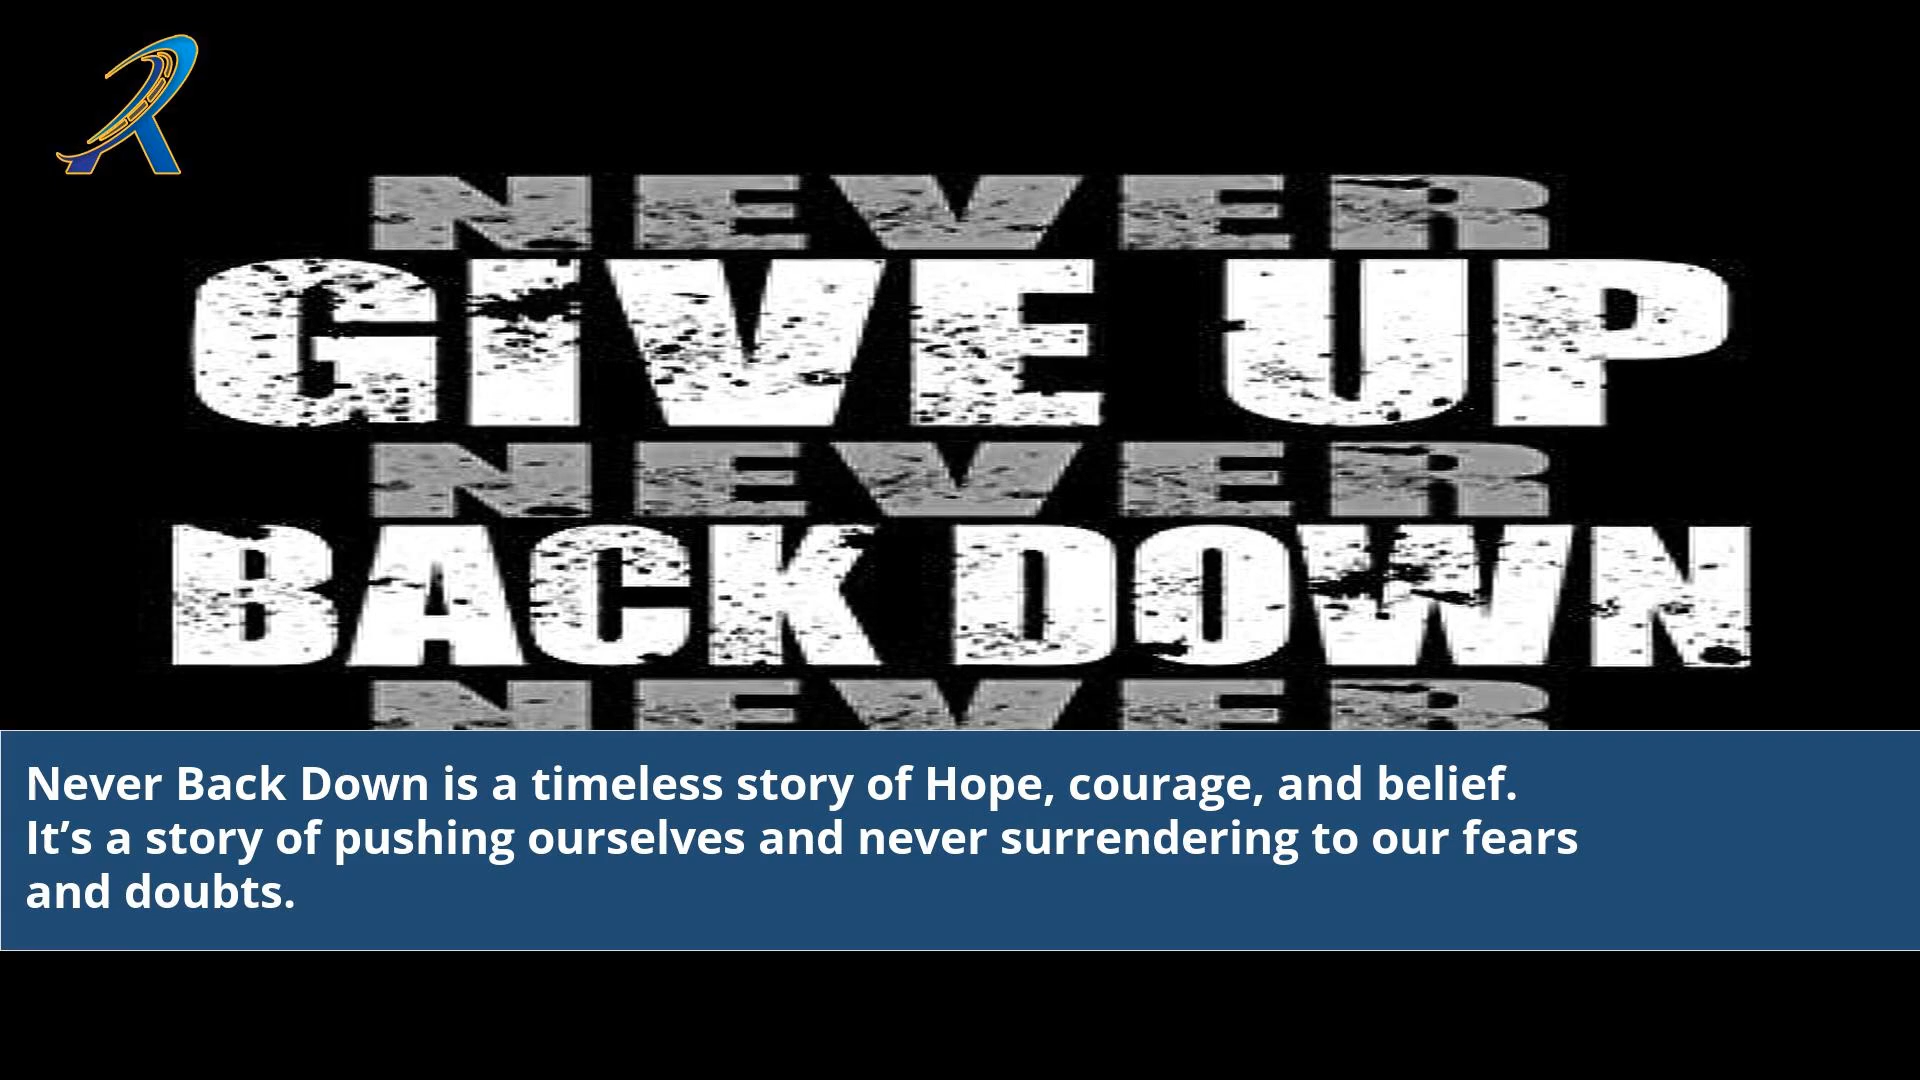 NEVER
GIVE UP
NEVER
BACK DOWN
NEVER
Never Back Down is a timeless story of Hope, courage, and belief.
It’s a story of pushing ourselves and never surrendering to our fears
and doubts.